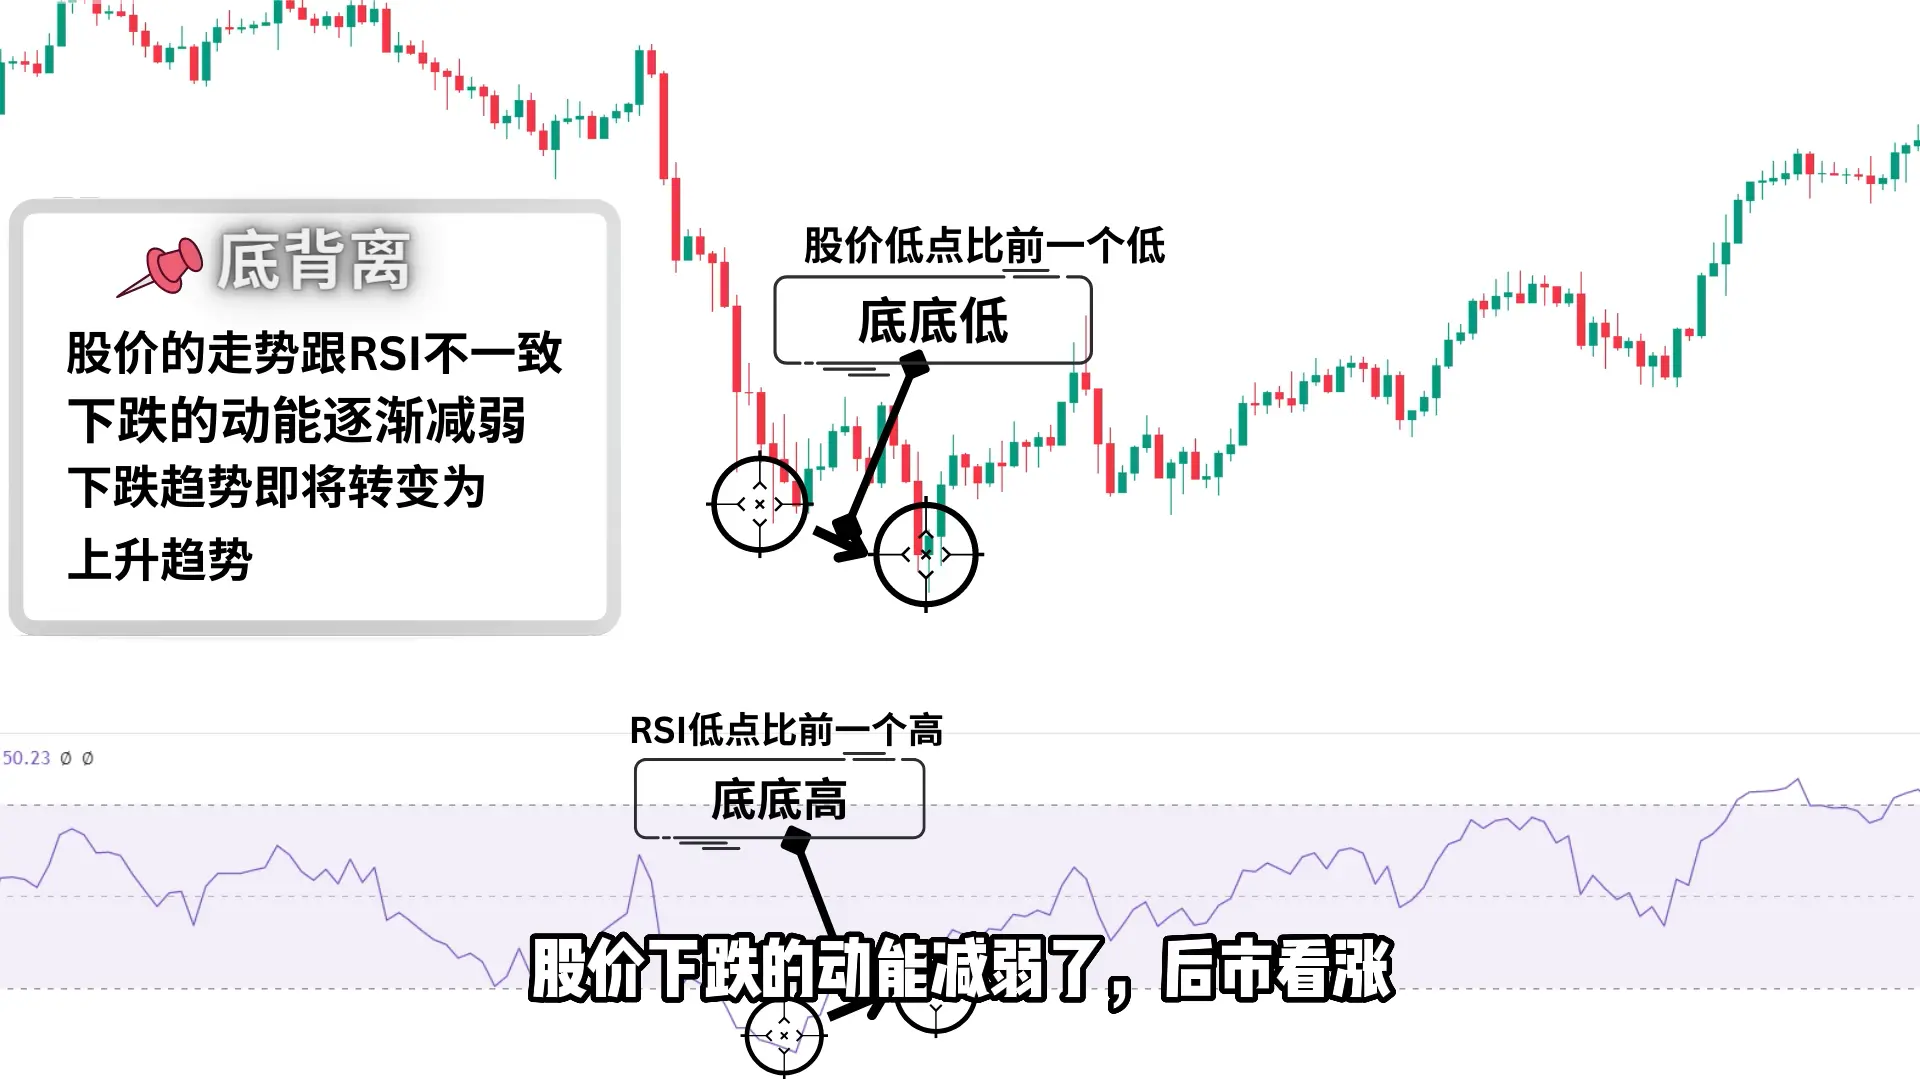 底背离
股价的走势跟RSI不一致
下跌的动能逐渐减弱
下跌趋势即将转变为
上升趋势
股价低点比前一个低
底底低
RSI低点比前一个高
50.23 Ø Ø
底底高
股价下跌的动能减弱了，后市看涨